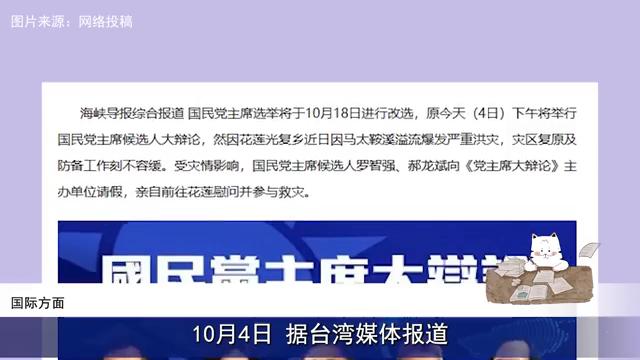 图片来源：网络投稿
海峡导报综合报道 国民党主席选举将于10月18日进行改选，原今天（4日）下午将举行
国民党主席候选人大辩论，然因花莲光复乡近日因马太鞍溪溢流爆发严重洪灾，灾区复原及
防备工作刻不容缓。受灾情影响，国民党主席候选人罗智强、郝龙斌向《党主席大辩论》主
办单位请假，亲自前往花莲慰问并参与救灾。
國民黨主席大辯論
国际方面
10月4日 据台湾媒体报道